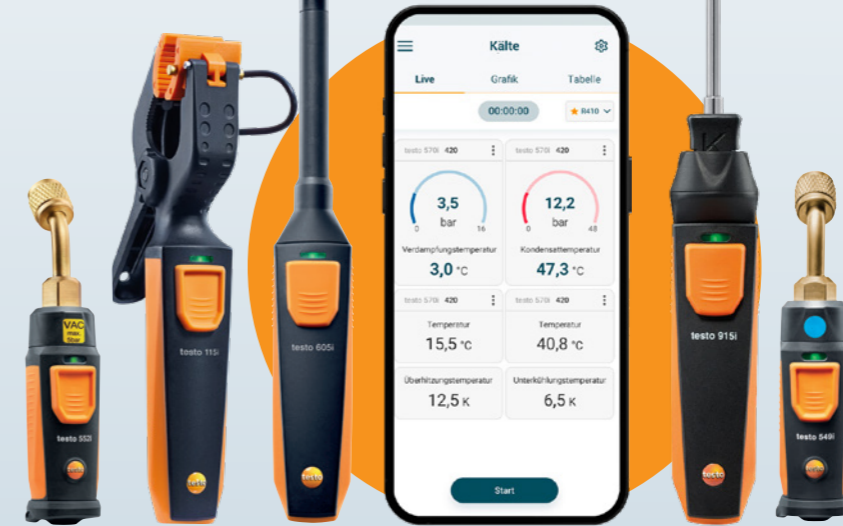 Kälte
Live Grafik Tabelle
00:00:00 ★ R410
testo 570i 420 testo 570i 420
3,5 12,2
bar bar
0 16 0 48
Verdampfungstemperatur Kondensattemperatur
3,0 °C 47,3 °C
testo 570i 420 testo 570i 420
Temperatur Temperatur
15,5 °C 40,8 °C
Überhitzungstemperatur Unterkühlungstemperatur
12,5 K 6,5 K
Start
VAC
max.
testo 552i
testo
testo 115i
testo
testo 605i
testo
testo 915i
testo
testo 549i
testo